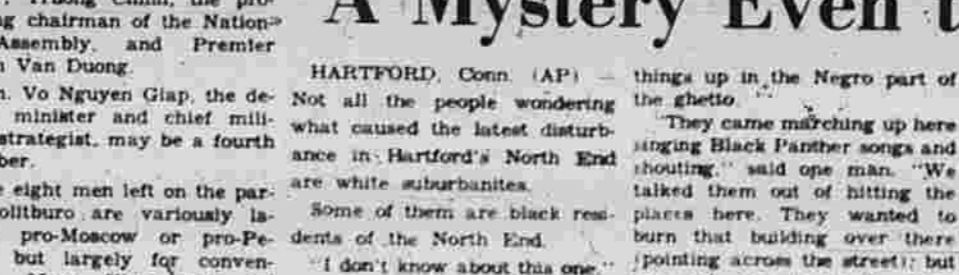 chairman of the Nation-
Assembly, and Premier
Van Duong.
Vo Nguyen Giap, the de-
minister and chief mili-
strategist, may be a fourth
eight men left on the par-
are variously la-
pro-Moscow or pro-Pe-
but largely for conven-
A Mystery Even
HARTFORD, Conn. (AP) —
Not all the people wondering
what caused the latest disturb-
ance in Hartford's North End
are white suburbanites.
Some of them are black resi-
dents of the North End.
"I don't know about this one,"
things up in the Negro part of
the ghetto.
"They came marching up here
singing Black Panther songs and
shouting," said one man. "We
talked them out of hitting the
places here. They wanted to
burn that building over there
(pointing across the street); but